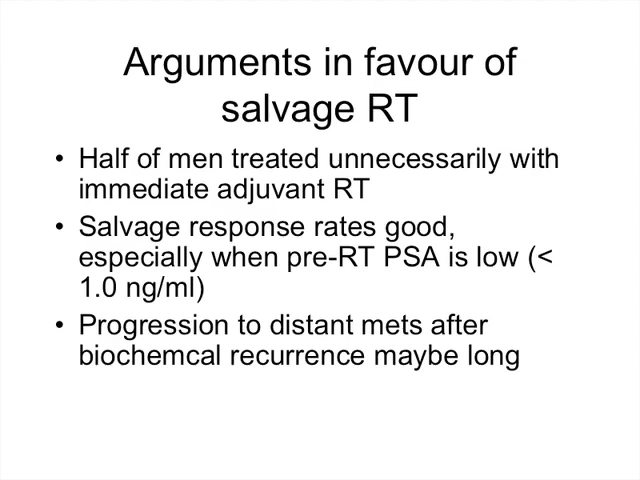 Arguments in favour of
salvage RT
• Half of men treated unnecessarily with
immediate adjuvant RT
• Salvage response rates good,
especially when pre-RT PSA is low (<
1.0 ng/ml)
• Progression to distant mets after
biochemcal recurrence maybe long